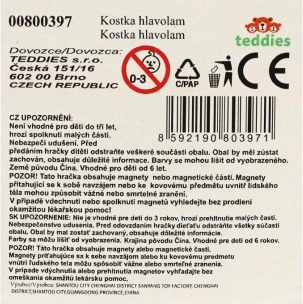 00800397
Kostka hlavolam
Kostka hlavolam
teddies
Dovozce/Dovozca:
TEDDIES s.r.o.
Česká 151/16
602 00 Brno
CZECH REPUBLIC
0-3
C/PAP
CE
8 592190 803971
CZ UPOZORNĚNÍ:
Není vhodné pro děti do tří let,
hrozí spolknutí malých částí.
Nebezpečí udušení. Před
předáním hračky dítěti odstraňte veškeré součásti obalu. Obal by měl zůstat
zachován, obsahuje důležité informace. Barvy se mohou lišit od vyobrazeného.
Země původu Čína. Vhodné pro děti od 6 let.
POZOR! Tato hračka obsahuje magnety nebo magnetické části. Magnety
přitahující se k sobě navzájem nebo ke kovovému předmětu uvnitř lidského
těla mohou způsobit vážné nebo smrtelné zranění.
V případě vdechnutí nebo spolknutí magnetů vyhledejte bez prodlení
okamžitou lékařskou pomoc!
SK UPOZORNENIE: Nie je vhodné pre deti do 3 rokov, hrozí prehltnutie malých častí.
Nebezpečenstvo udusenia. Pred odovzdaním hračky dieťaťu odstráňte všetky súčasti
obalu. Obal by mal zostať zachovaný, obsahuje dôležité informácie.
Farby sa môžu líšiť od vyobrazeného. Krajina pôvodu Čína. Vhodné pre deti od 6 rokov.
POZOR! Táto hračka obsahuje magnety alebo magnetické časti.
Magnety priťahujúce sa k sebe navzájom alebo ku kovovému predmetu
vnútri ľudského tela môžu spôsobiť vážne alebo smrteľné zranenia.
V prípade vdýchnutia alebo prehltnutia magnetov vyhľadajte bez
omeškania okamžitú lekársku pomoc!
MANUFACTURER: SHANTOU CITY CHENGHAI DISTRICT SANYANG TOY FACTORY, CHENGHAI
DISTRICT, SHANTOU CITY, GUANGDONG PROVINCE, CHINA